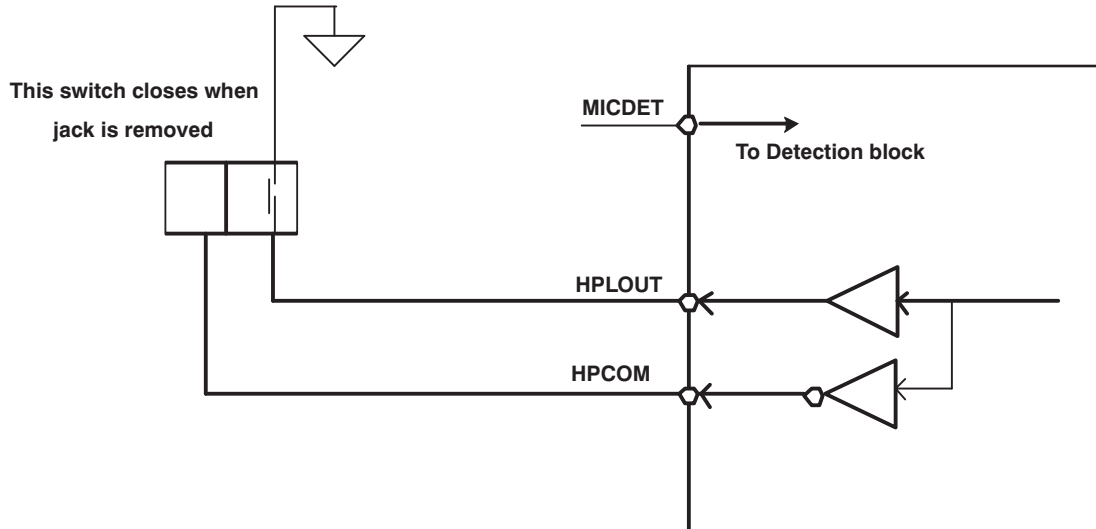 This switch closes when
jack is removed
MICDET
To Detection block
HPLOUT
HPCOM